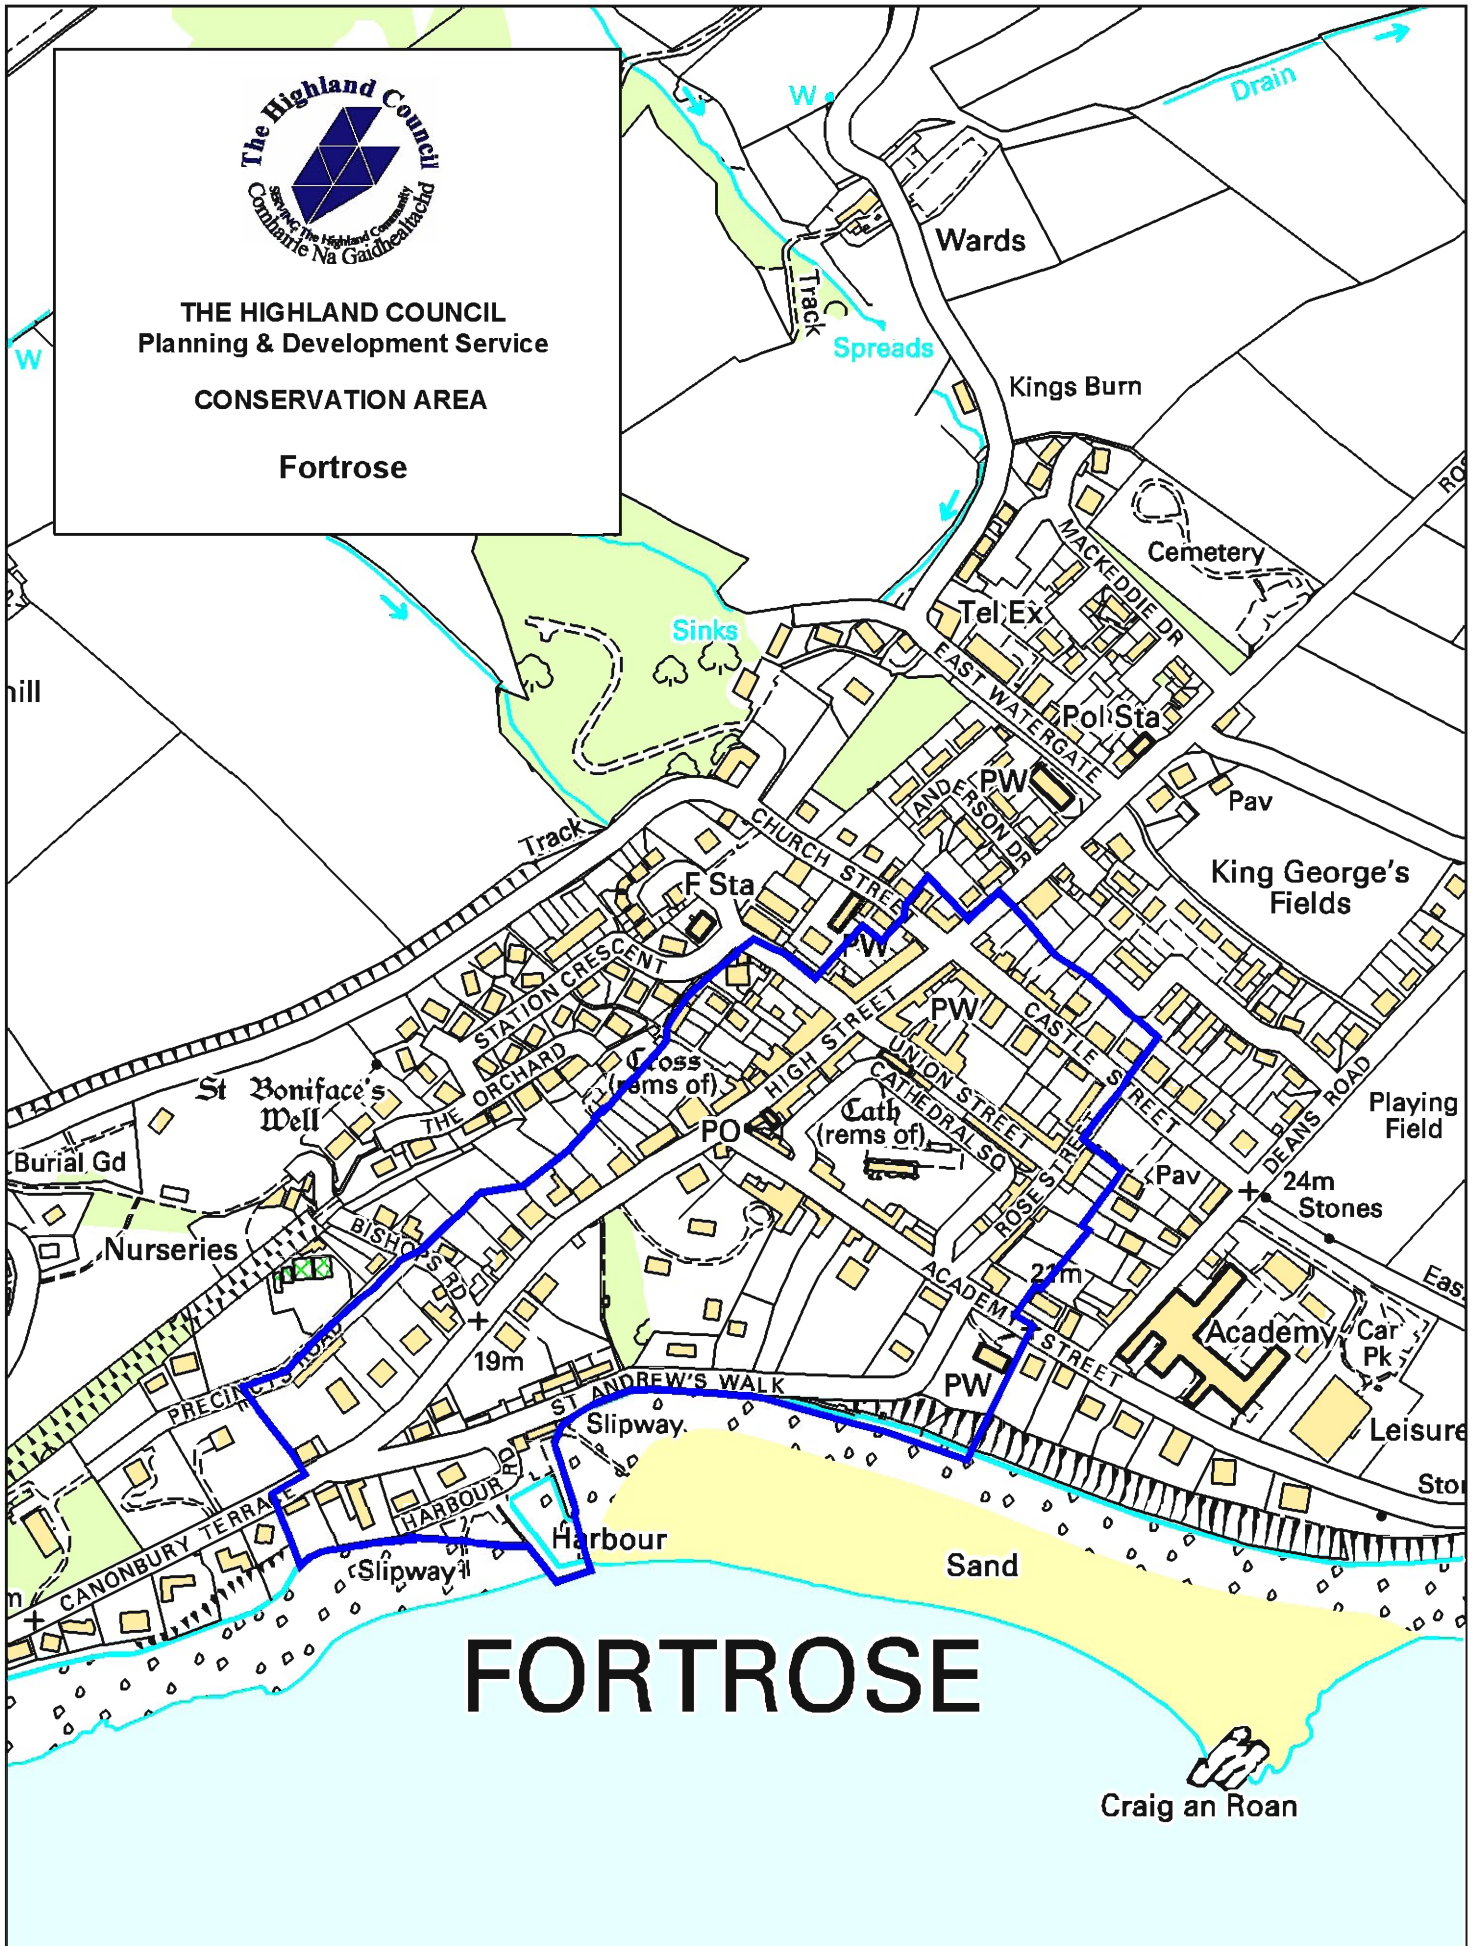 The Highland Council
SERVING The Highland Community
Comhairle Na Gaidhealtachd
THE HIGHLAND COUNCIL
Planning & Development Service
CONSERVATION AREA
Fortrose
W
Drain
Wards
Track
Spreads
W
Kings Burn
MACKEDDIE DR
Cemetery
Tel Ex
Sinks
EAST WATERGATE
Pol Sta
PW
ANDERSON DR
Pav
CHURCH STREET
Track
F Sta
King George's
Fields
PW
STATION CRESCENT
PW
CASTLE STREET
HIGH STREET
UNION STREET
CATHEDRAL SQ
Cross
(rems of)
THE ORCHARD
St Boniface's
Well
Cath
(rems of)
PO
DEANS ROAD
Playing
Field
Burial Gd
ROSE STREET
Pav
24m
Stones
Nurseries
BISHOPS RD
21m
ACADEMY STREET
Academy
Car
Pk
19m
PRECINCTS ROAD
ST ANDREW'S WALK
PW
Slipway
HARBOUR RD
CANONBURY TERRACE
Harbour
Slipway
Sand
FORTROSE
Craig an Roan